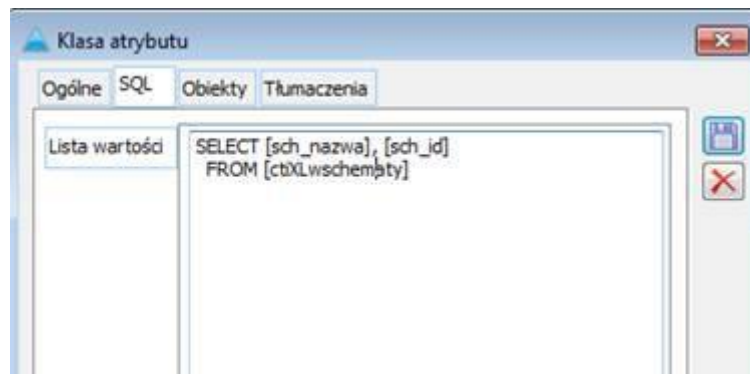 Klasa atrybutu
Ogólne SQL Obiekty Tłumaczenia
Lista wartości
SELECT [sch_nazwa], [sch_id]
FROM [ctiXLwschematy]